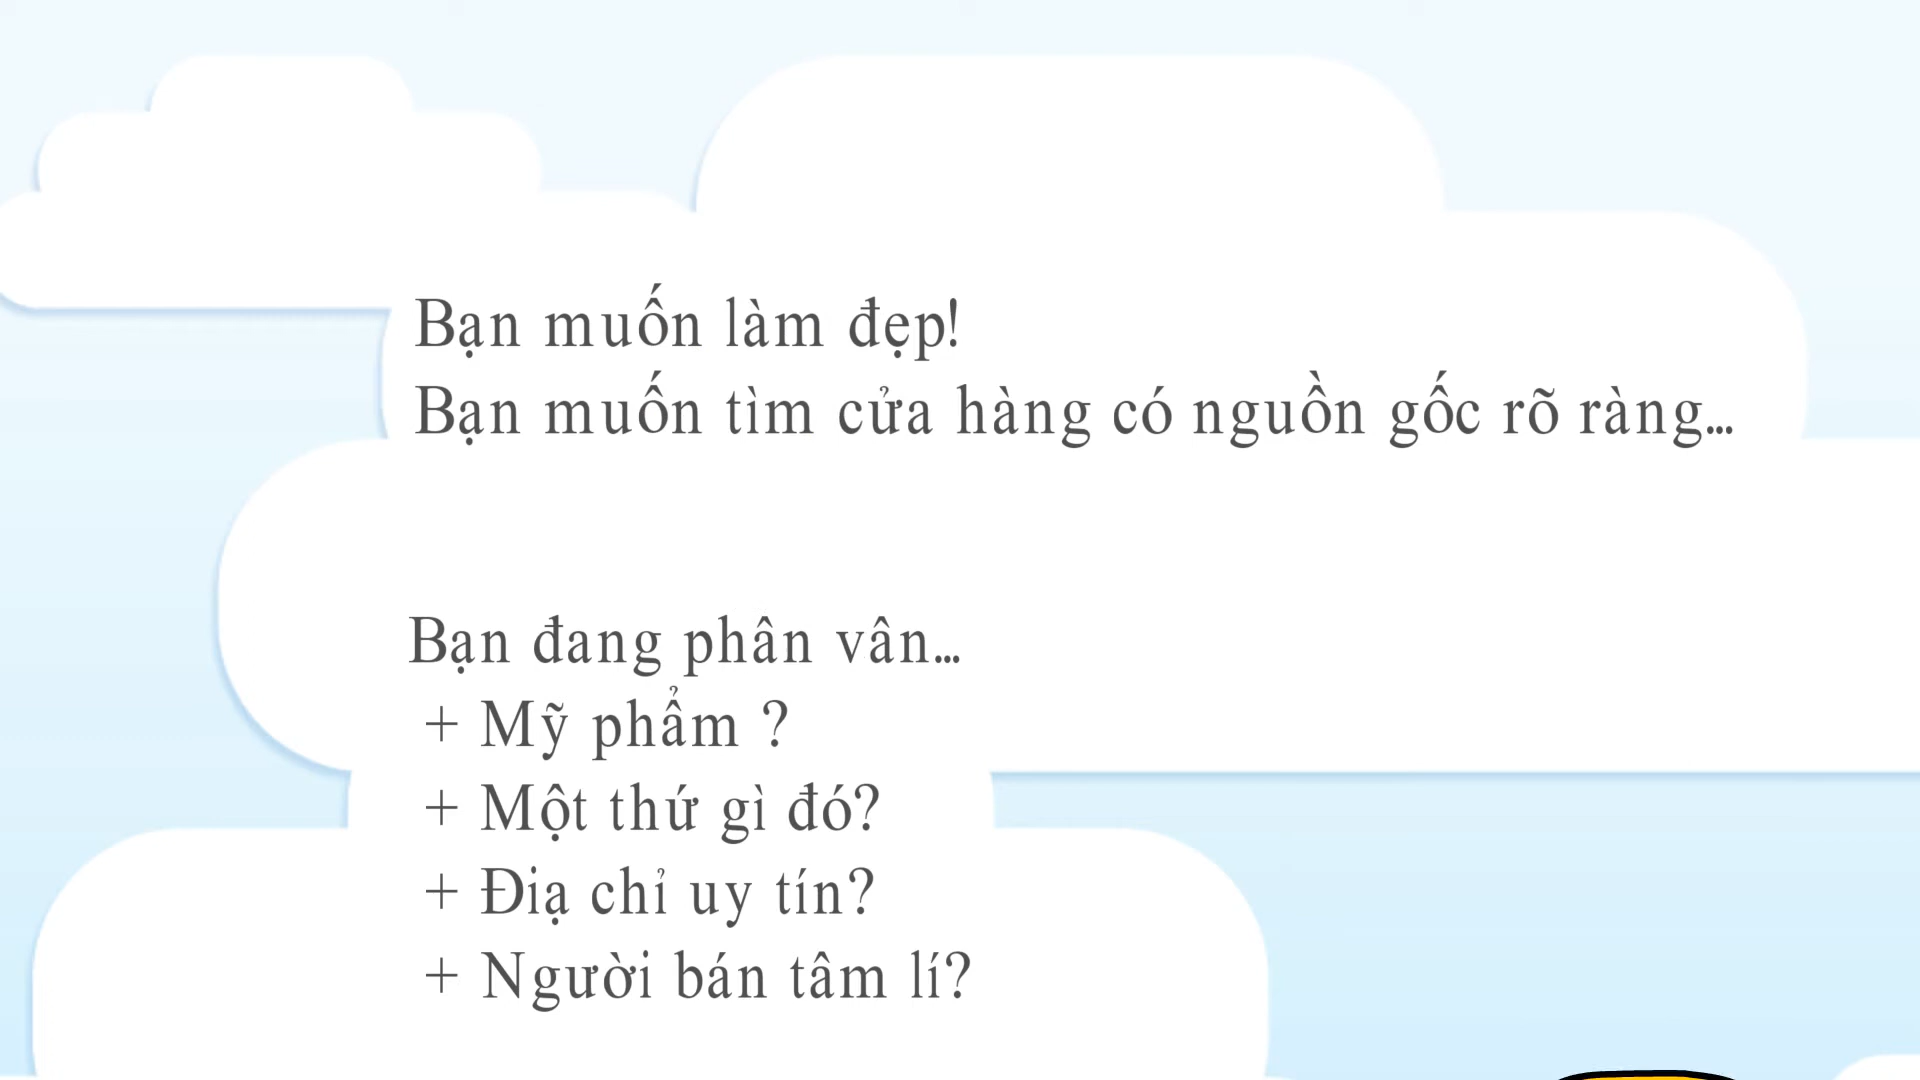 Bạn muốn làm đẹp!
Bạn muốn tìm cửa hàng có nguồn gốc rõ ràng...
Bạn đang phân vân...
+ Mỹ phẩm ?
+ Một thứ gì đó?
+ Điạ chỉ uy tín?
+ Người bán tâm lí?